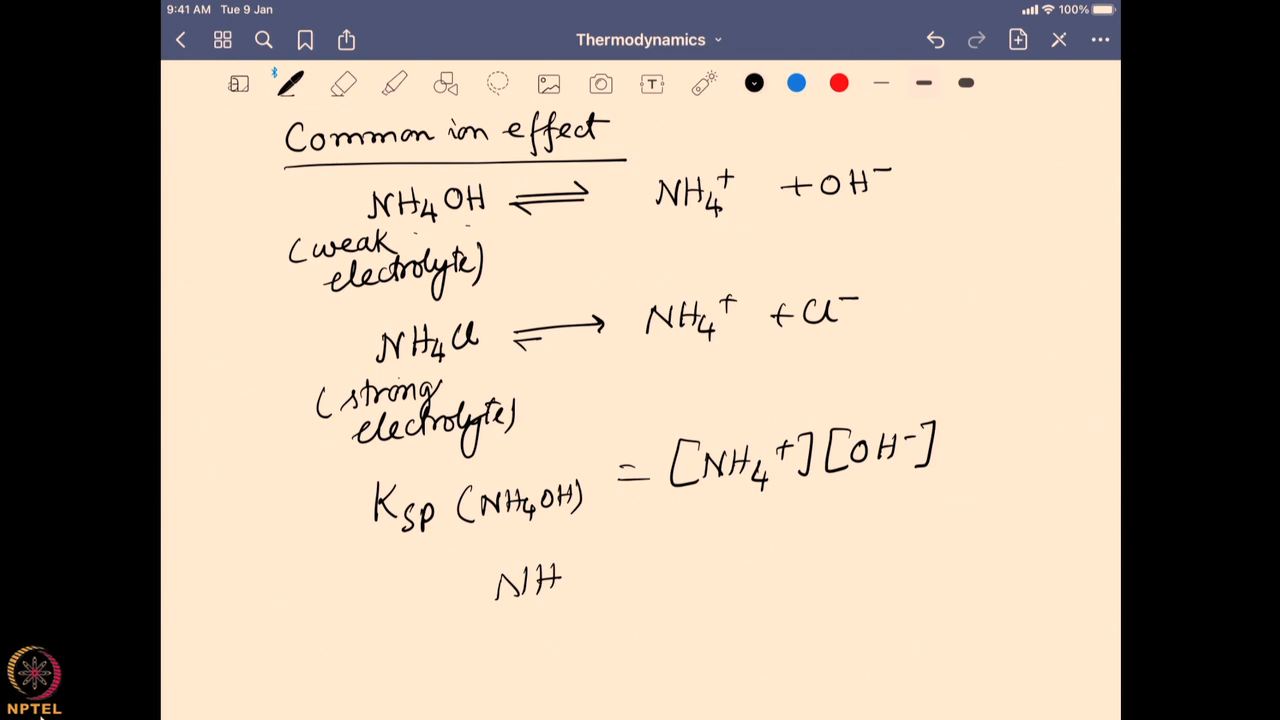 9:41 AM Tue 9 Jan 100%
Thermodynamics
T
Common ion effect
NH₄OH ⇌ NH₄⁺ + OH⁻
(weak
electrolyte)
NH₄Cl ⇌ NH₄⁺ + Cl⁻
(strong
electrolyte)
Ksp (NH₄OH) = [NH₄⁺][OH⁻]
NH
NPTEL